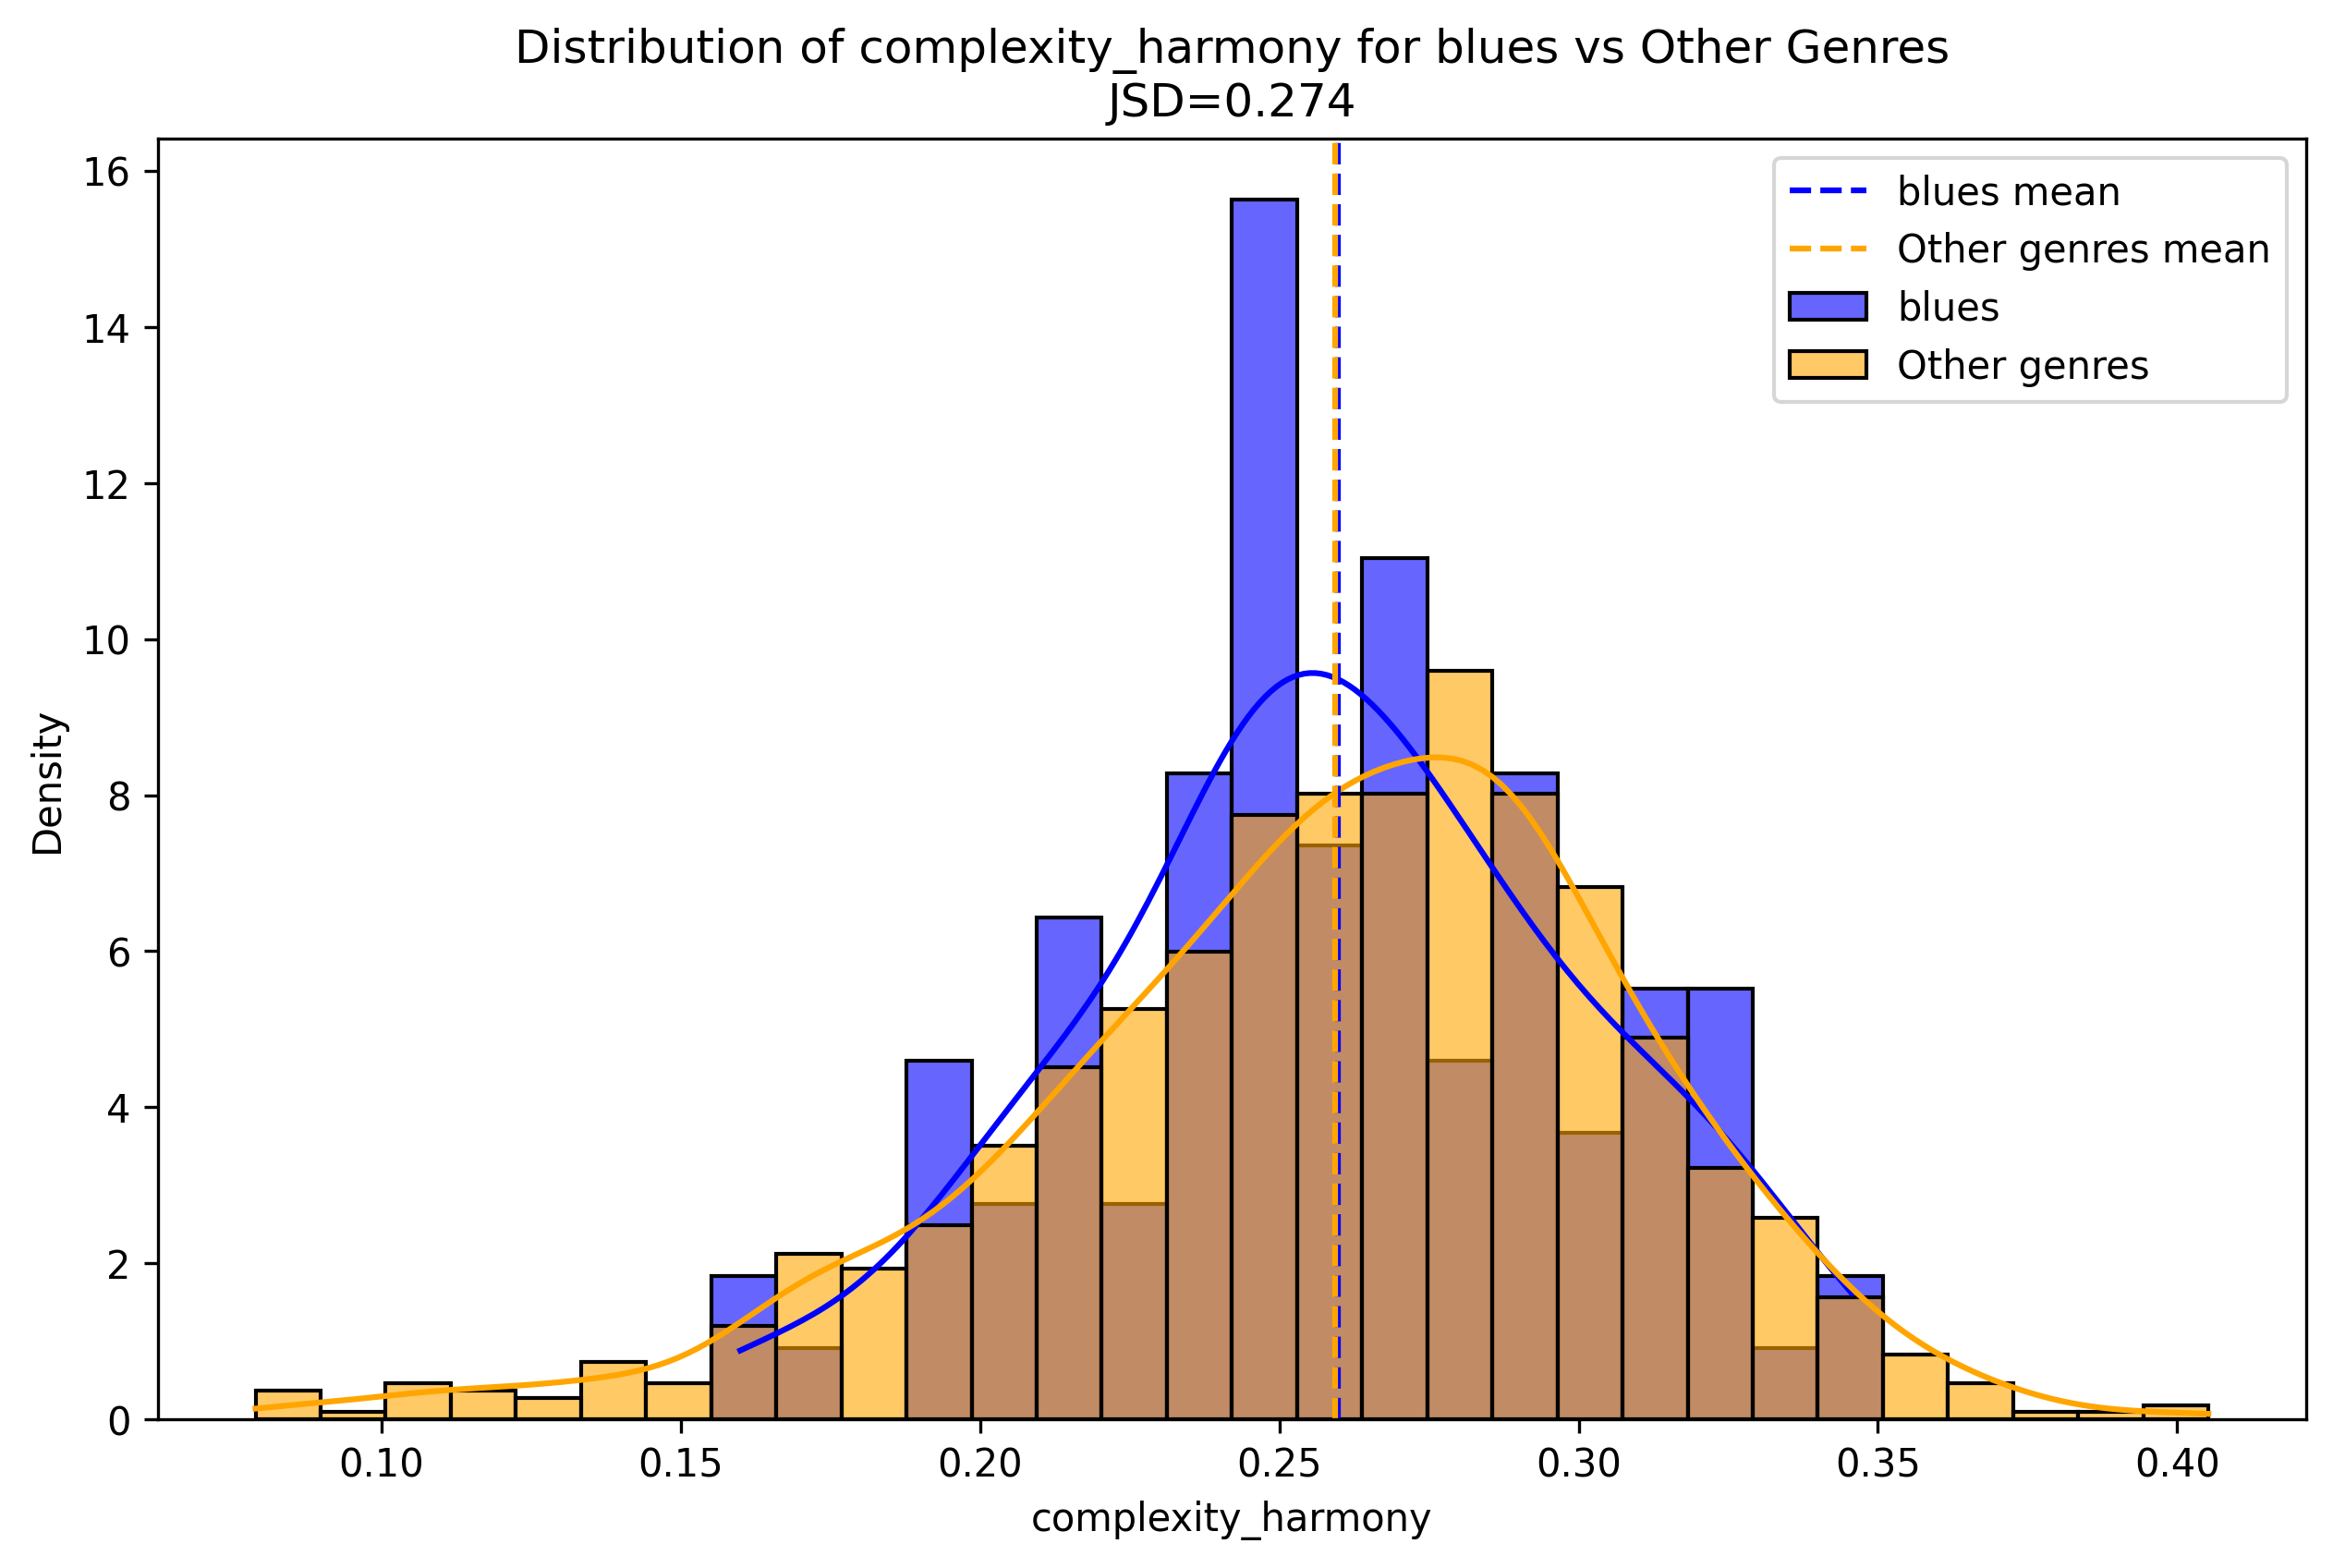 Distribution of complexity_harmony for blues vs Other Genres
JSD=0.274
16
14
12
10
8
6
4
2
0
Density
blues mean
Other genres mean
blues
Other genres
0.10 0.15 0.20 0.25 0.30 0.35 0.40
complexity_harmony